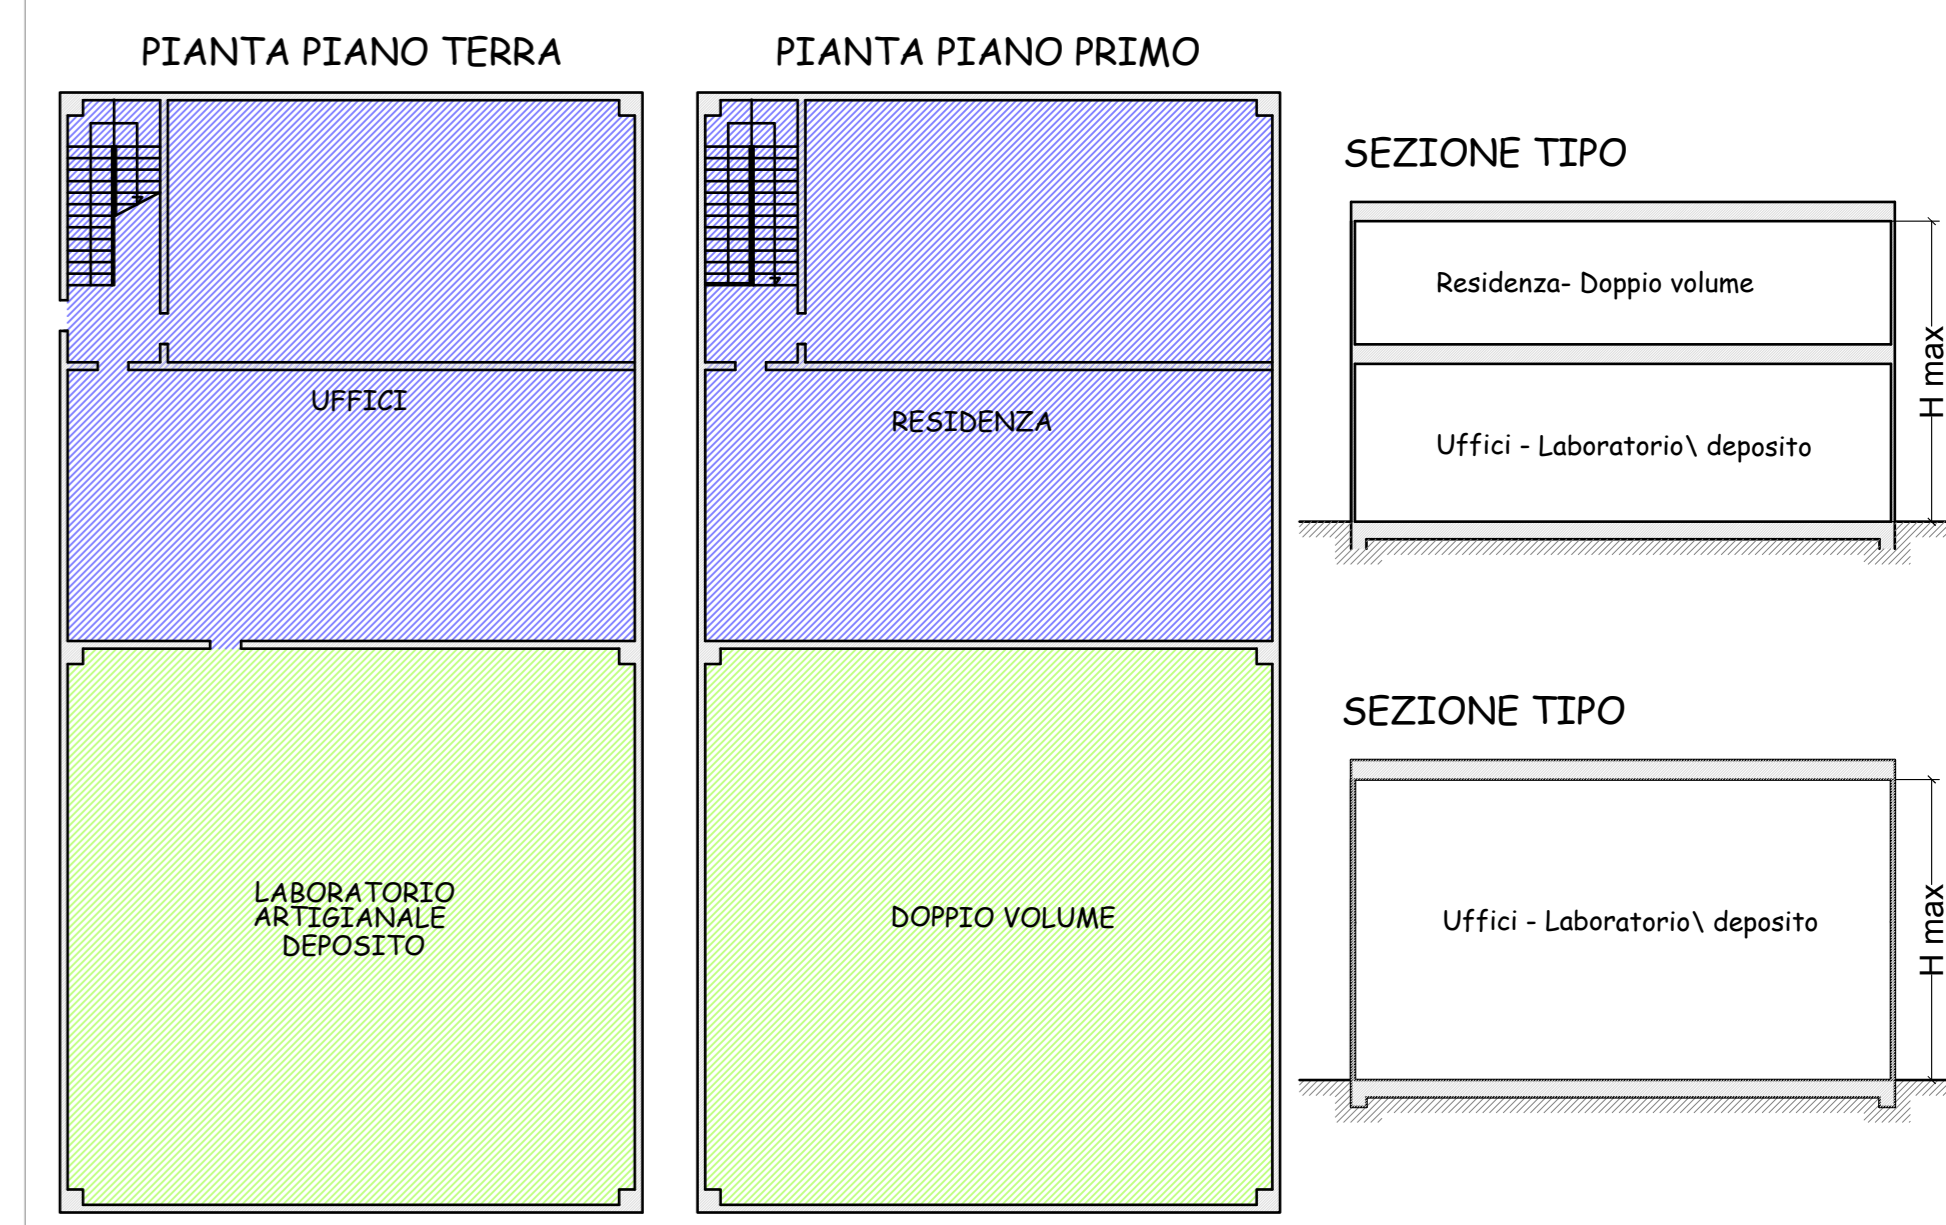 PIANTA PIANO TERRA
UFFICI
LABORATORIO
ARTIGIANALE
DEPOSITO
PIANTA PIANO PRIMO
RESIDENZA
DOPPIO VOLUME
SEZIONE TIPO
Residenza- Doppio volume
Uffici - Laboratorio\ deposito
H max
SEZIONE TIPO
Uffici - Laboratorio\ deposito
H max